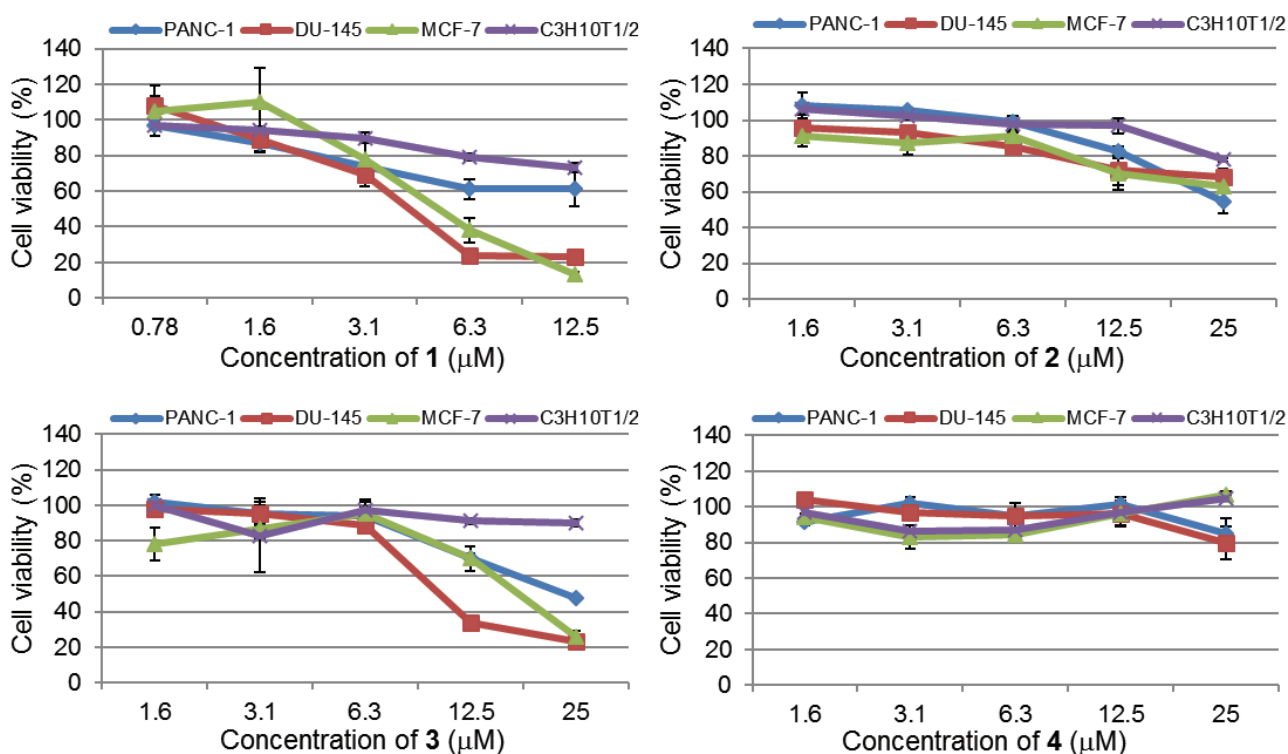 PANC-1 DU-145 MCF-7 C3H10T1/2
Cell viability (%)
140
120
100
80
60
40
20
0
0.78 1.6 3.1 6.3 12.5
Concentration of 1 (μM)
PANC-1 DU-145 MCF-7 C3H10T1/2
Cell viability (%)
140
120
100
80
60
40
20
0
1.6 3.1 6.3 12.5 25
Concentration of 2 (μM)
PANC-1 DU-145 MCF-7 C3H10T1/2
Cell viability (%)
140
120
100
80
60
40
20
0
1.6 3.1 6.3 12.5 25
Concentration of 3 (μM)
PANC-1 DU-145 MCF-7 C3H10T1/2
Cell viability (%)
140
120
100
80
60
40
20
0
1.6 3.1 6.3 12.5 25
Concentration of 4 (μM)